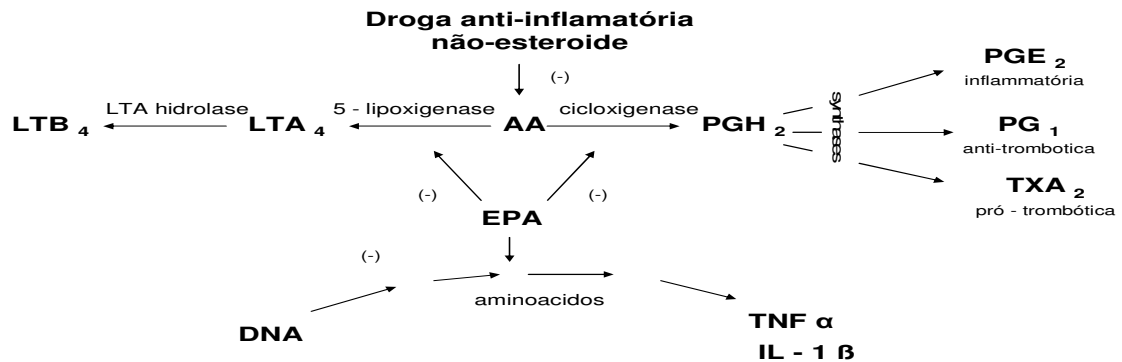 Droga anti-inflamatória
não-esteroide
(-)
PGE 2
inflammatória
LTB 4
LTA hidrolase
LTA 4
5 - lipoxigenase
AA
cicloxigenase
PGH 2
synthases
PG 1
anti-trombotica
TXA 2
pró - trombótica
(-)
(-)
EPA
(-)
aminoacidos
DNA
TNF α
IL - 1 ß